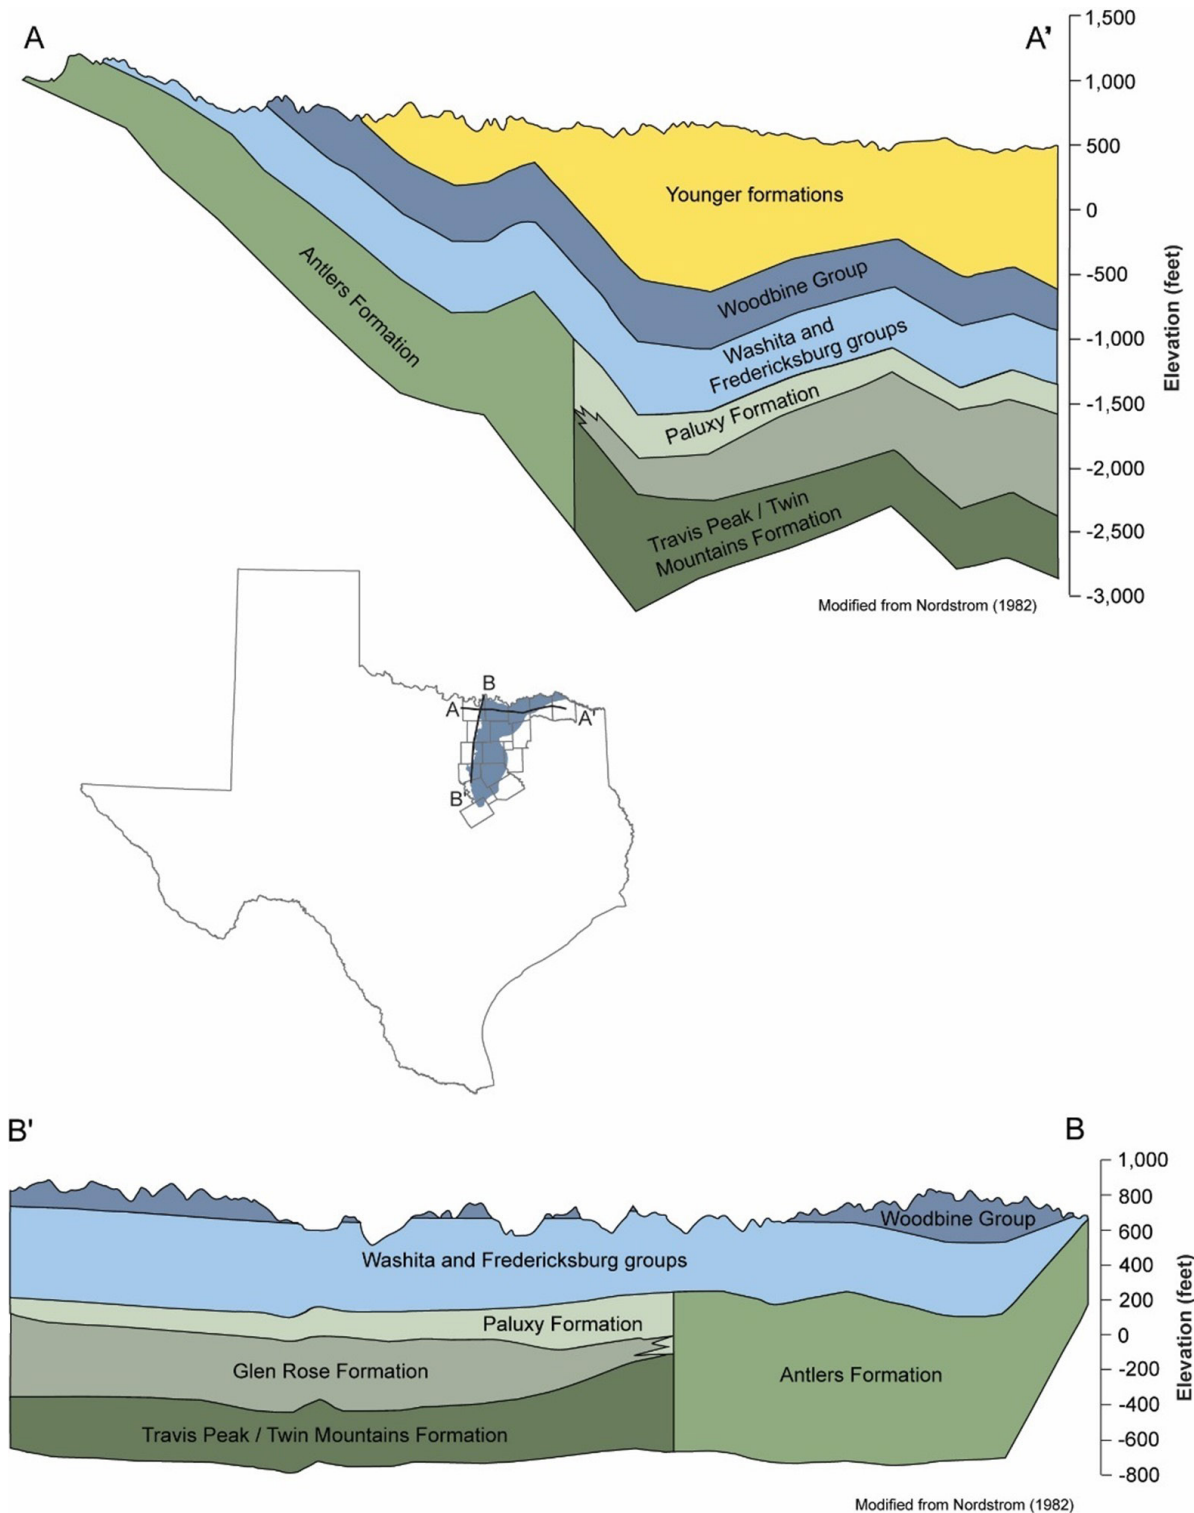 A
A'
1,500
1,000
500
0
-500
-1,000
-1,500
-2,000
-2,500
-3,000
Elevation (feet)
Younger formations
Antlers
Formation
Woodbine Group
Washita and
Fredericksburg groups
Paluxy Formation
Travis Peak / Twin
Mountains Formation
Modified from Nordstrom (1982)
B
A
A'
B'
B'
B
1,000
800
600
400
200
0
-200
-400
-600
-800
Elevation (feet)
Woodbine Group
Washita and Fredericksburg groups
Paluxy Formation
Glen Rose Formation
Antlers Formation
Travis Peak / Twin Mountains Formation
Modified from Nordstrom (1982)